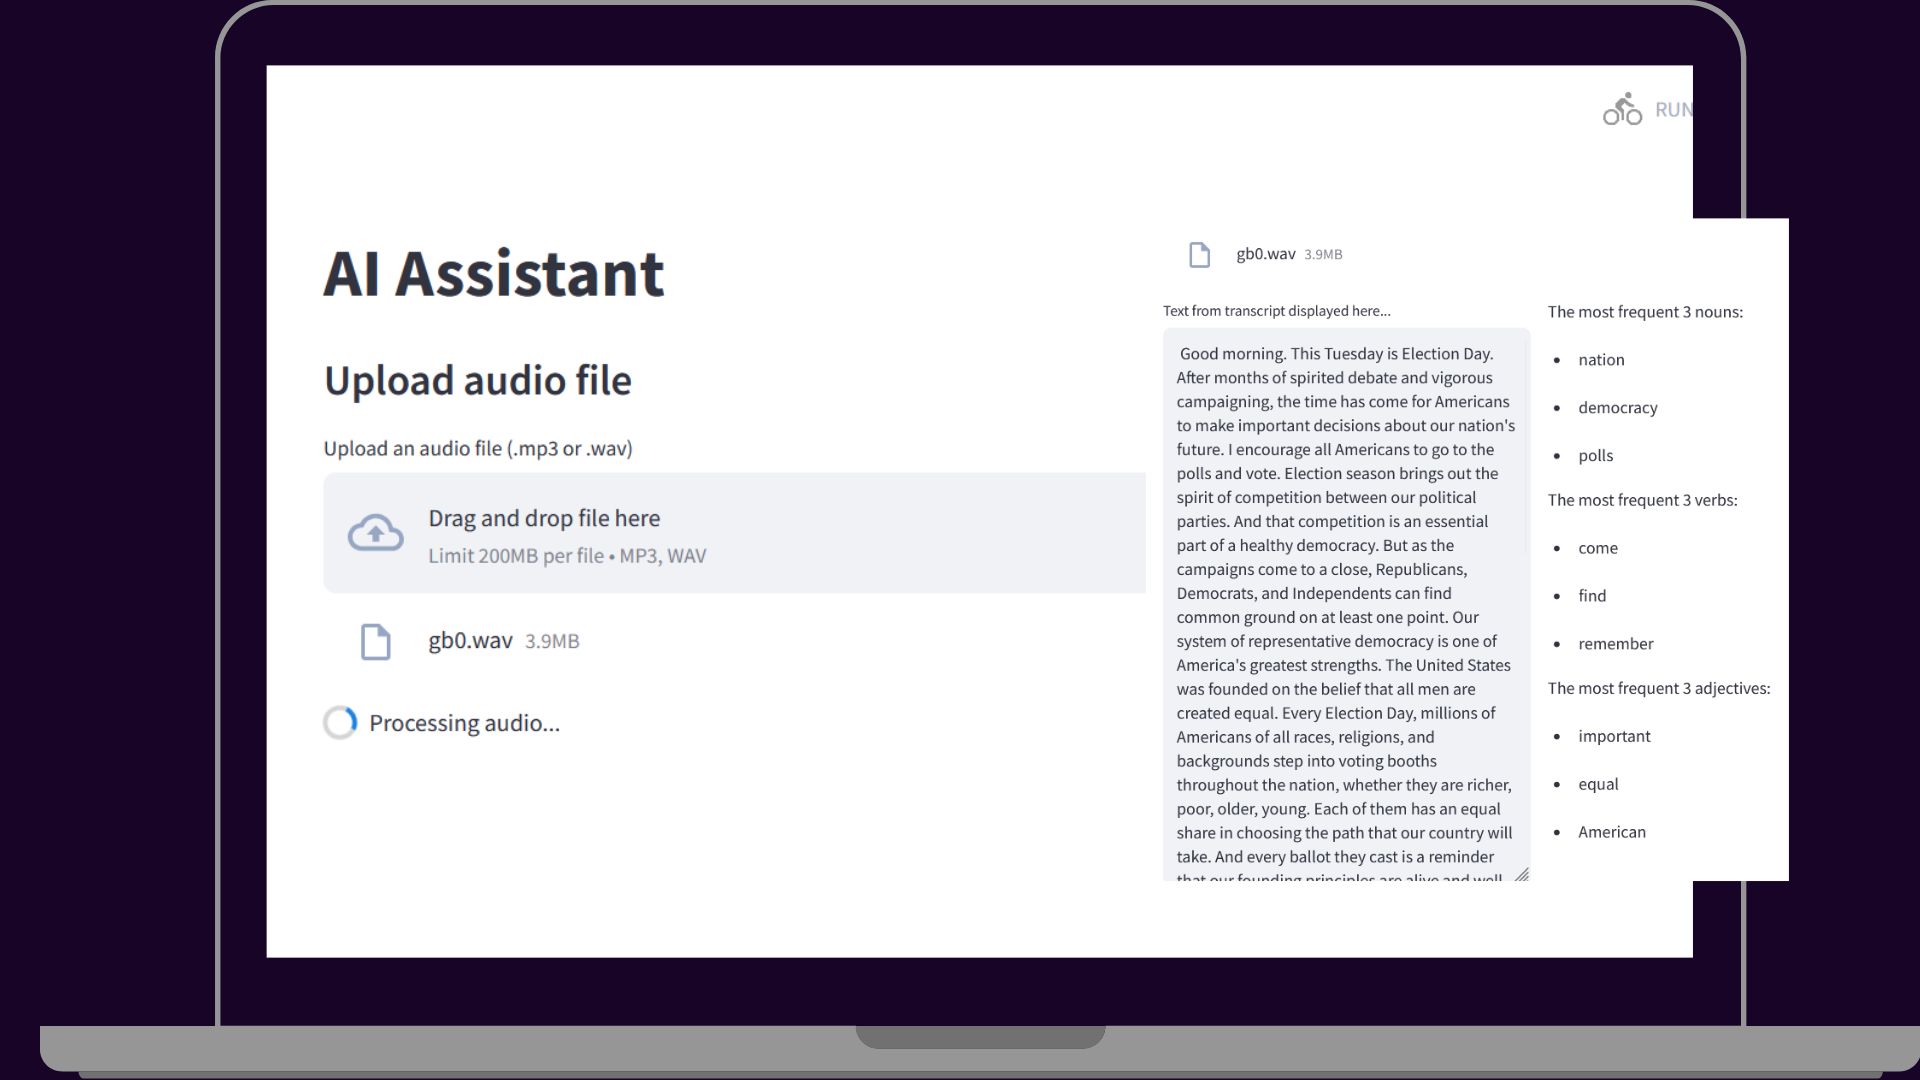 RUN
AI Assistant
Upload audio file
Upload an audio file (.mp3 or .wav)
Drag and drop file here
Limit 200MB per file • MP3, WAV
gb0.wav 3.9MB
Processing audio...
gb0.wav 3.9MB
Text from transcript displayed here...
Good morning. This Tuesday is Election Day.
After months of spirited debate and vigorous
campaigning, the time has come for Americans
to make important decisions about our nation's
future. I encourage all Americans to go to the
polls and vote. Election season brings out the
spirit of competition between our political
parties. And that competition is an essential
part of a healthy democracy. But as the
campaigns come to a close, Republicans,
Democrats, and Independents can find
common ground on at least one point. Our
system of representative democracy is one of
America's greatest strengths. The United States
was founded on the belief that all men are
created equal. Every Election Day, millions of
Americans of all races, religions, and
backgrounds step into voting booths
throughout the nation, whether they are richer,
poor, older, young. Each of them has an equal
share in choosing the path that our country will
take. And every ballot they cast is a reminder
that our founding principles are alive and well.
The most frequent 3 nouns:
• nation
• democracy
• polls
The most frequent 3 verbs:
• come
• find
• remember
The most frequent 3 adjectives:
• important
• equal
• American